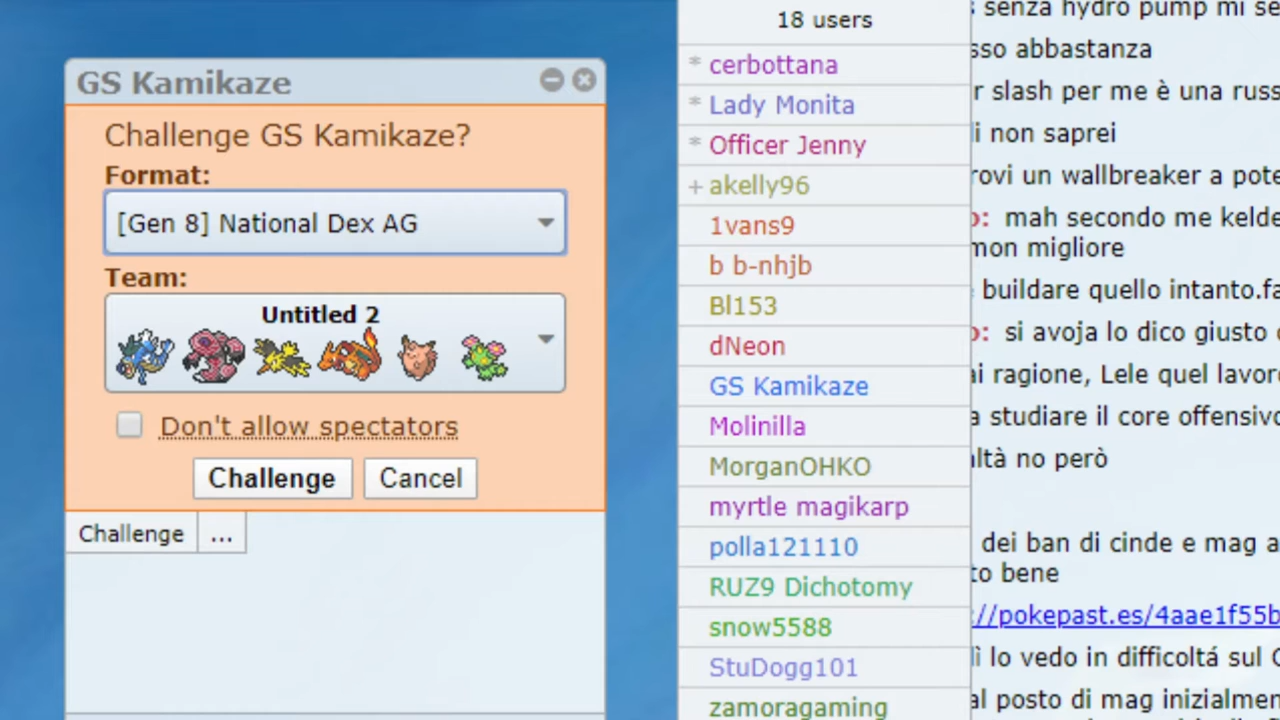 GS Kamikaze
Challenge GS Kamikaze?
Format:
[Gen 8] National Dex AG
Team:
Untitled 2
Don't allow spectators
Challenge
Cancel
Challenge
...
18 users
* cerbottana
* Lady Monita
* Officer Jenny
+ akelly96
1vans9
b b-nhjb
Bl153
dNeon
GS Kamikaze
Molinilla
MorganOHKO
myrtle magikarp
polla121110
RUZ9 Dichotomy
snow5588
StuDogg101
zamoragaming
senza hydro pump mi se
sso abbastanza
r slash per me è una russ
i non saprei
rovi un wallbreaker a pote
o: mah secondo me kelde
mon migliore
buildare quello intanto.fa
o: si avoja lo dico giusto
ai ragione, Lele quel lavor
a studiare il core offensiv
altà no però
dei ban di cinde e mag a
to bene
://pokepast.es/4aae1f55b
ì lo vedo in difficoltá sul
al posto di mag inizialmen